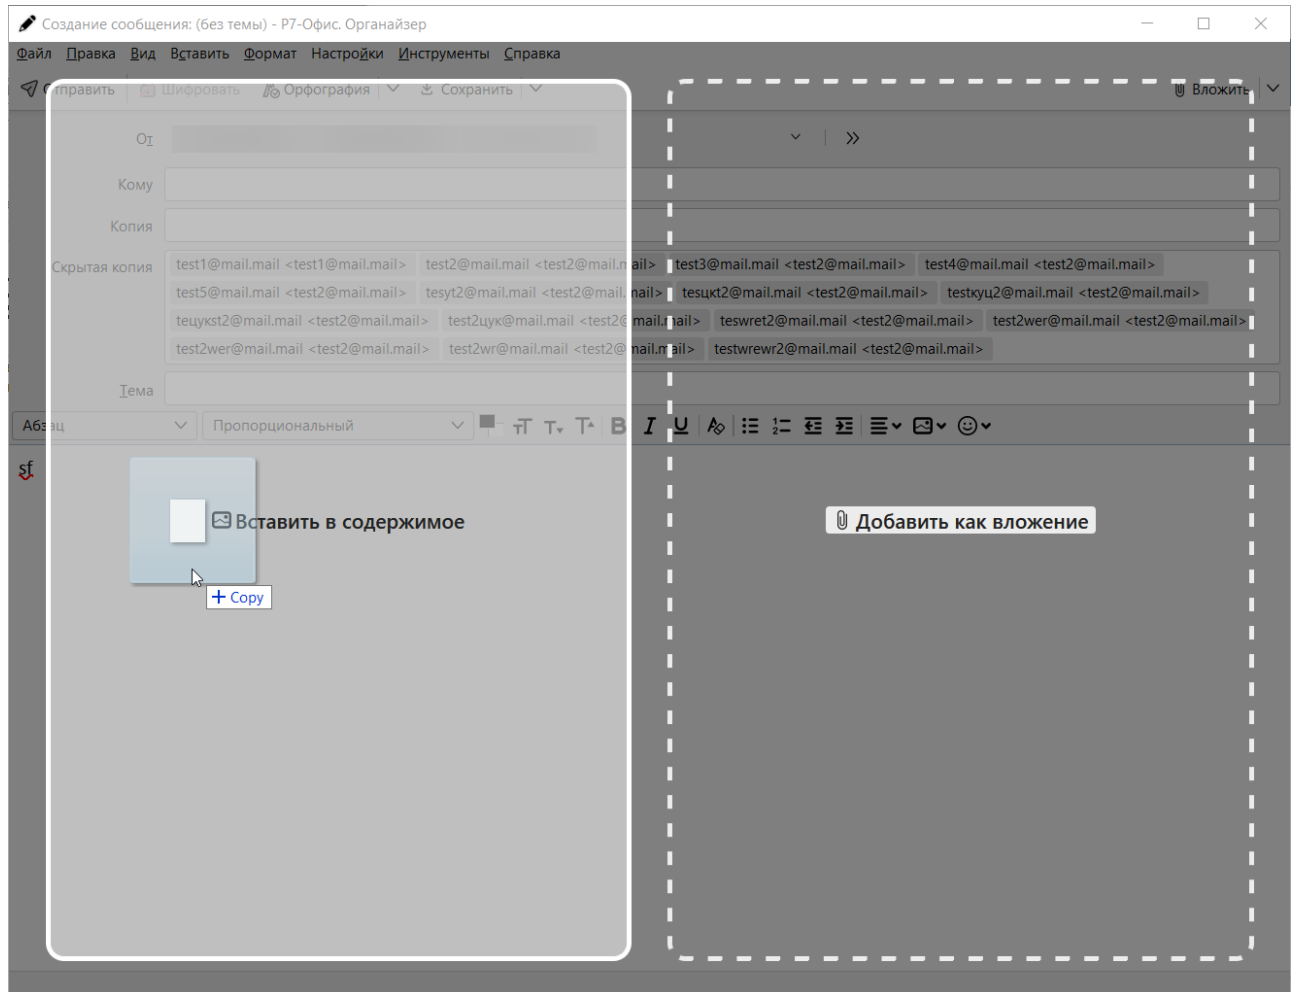 Создание сообщения: (без темы) - Р7-Офис. Органайзер
Файл Правка Вид Вставить Формат Настройки Инструменты Справка
Отправить Шифровать Орфография Сохранить Вложить
От
Кому
Копия
Скрытая копия test1@mail.mail <test1@mail.mail> test2@mail.mail <test2@mail.mail> test3@mail.mail <test2@mail.mail> test4@mail.mail <test2@mail.mail>
test5@mail.mail <test2@mail.mail> tesyt2@mail.mail <test2@mail.mail> tesцкt2@mail.mail <test2@mail.mail> testкуц2@mail.mail <test2@mail.mail>
teцукst2@mail.mail <test2@mail.mail> test2цук@mail.mail <test2@mail.mail> teswret2@mail.mail <test2@mail.mail> test2wer@mail.mail <test2@mail.mail>
test2wer@mail.mail <test2@mail.mail> test2wr@mail.mail <test2@mail.mail> testwrewr2@mail.mail <test2@mail.mail>
Тема
Абзац Пропорциональный
sf
Вставить в содержимое Добавить как вложение
+ Copy